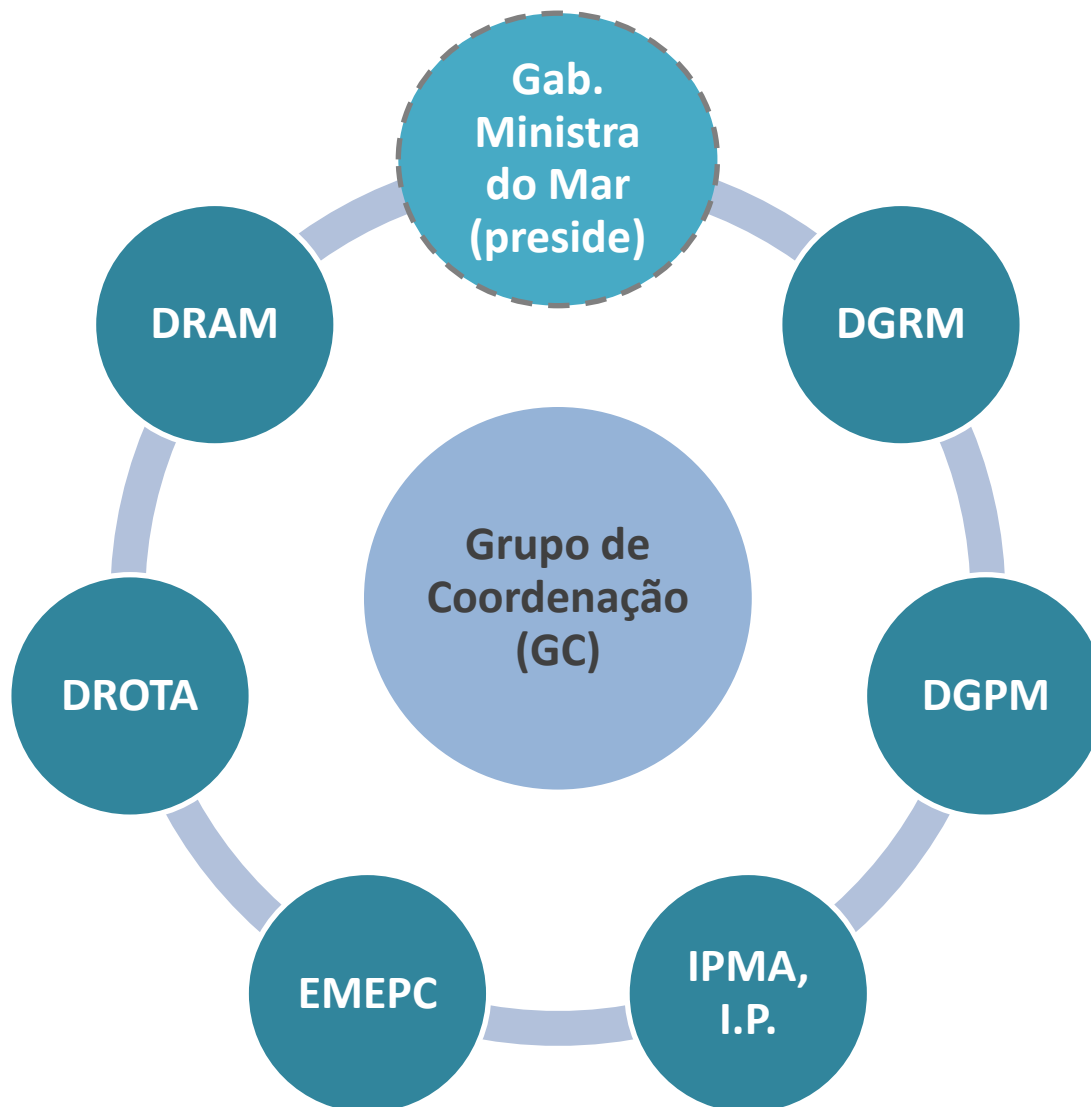 Gab.
Ministra
do Mar
(preside)
DRAM
DGRM
Grupo de
Coordenação
(GC)
DROTA
DGPM
EMEPC
IPMA,
I.P.